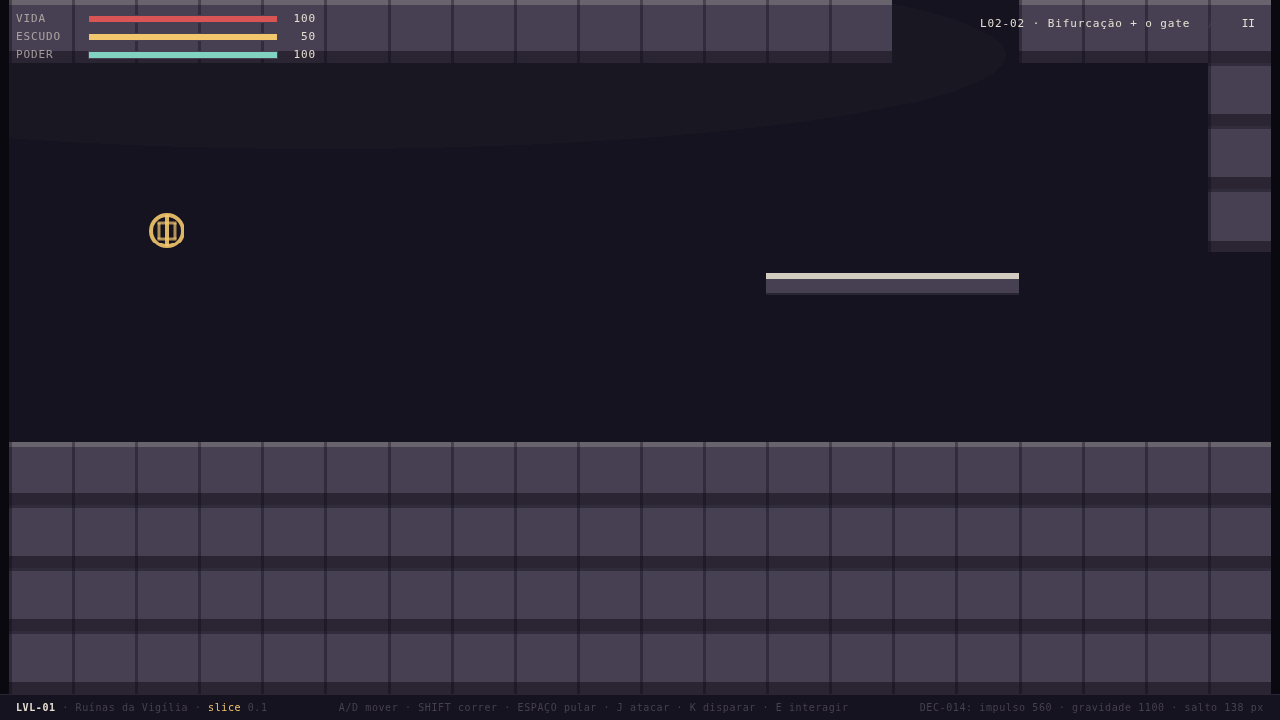 VIDA 100
ESCUDO 50
PODER 100
L02-02 · Bifurcação + o gate II
LVL-01 · Ruínas da Vigília · slice 0.1
A/D mover · SHIFT correr · ESPAÇO pular · J atacar · K disparar · E interagir
DEC-014: impulso 560 · gravidade 1100 · salto 138 px